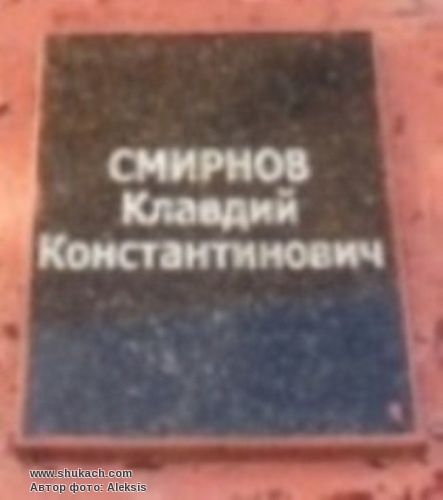 СМИРНОВ
Клавдий
Константинович
www.shukach.com
Автор фото: Aleksis